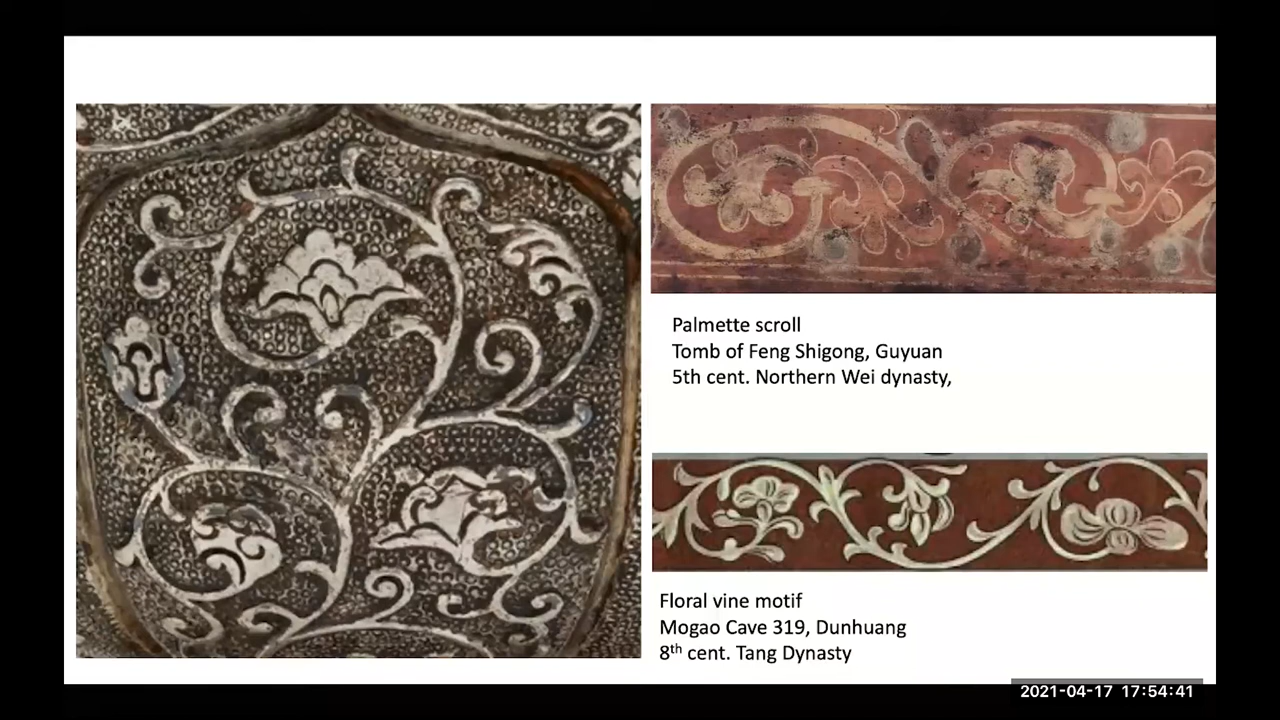 Palmette scroll
Tomb of Feng Shigong, Guyuan
5th cent. Northern Wei dynasty,
Floral vine motif
Mogao Cave 319, Dunhuang
8th cent. Tang Dynasty
2021-04-17 17:54:41